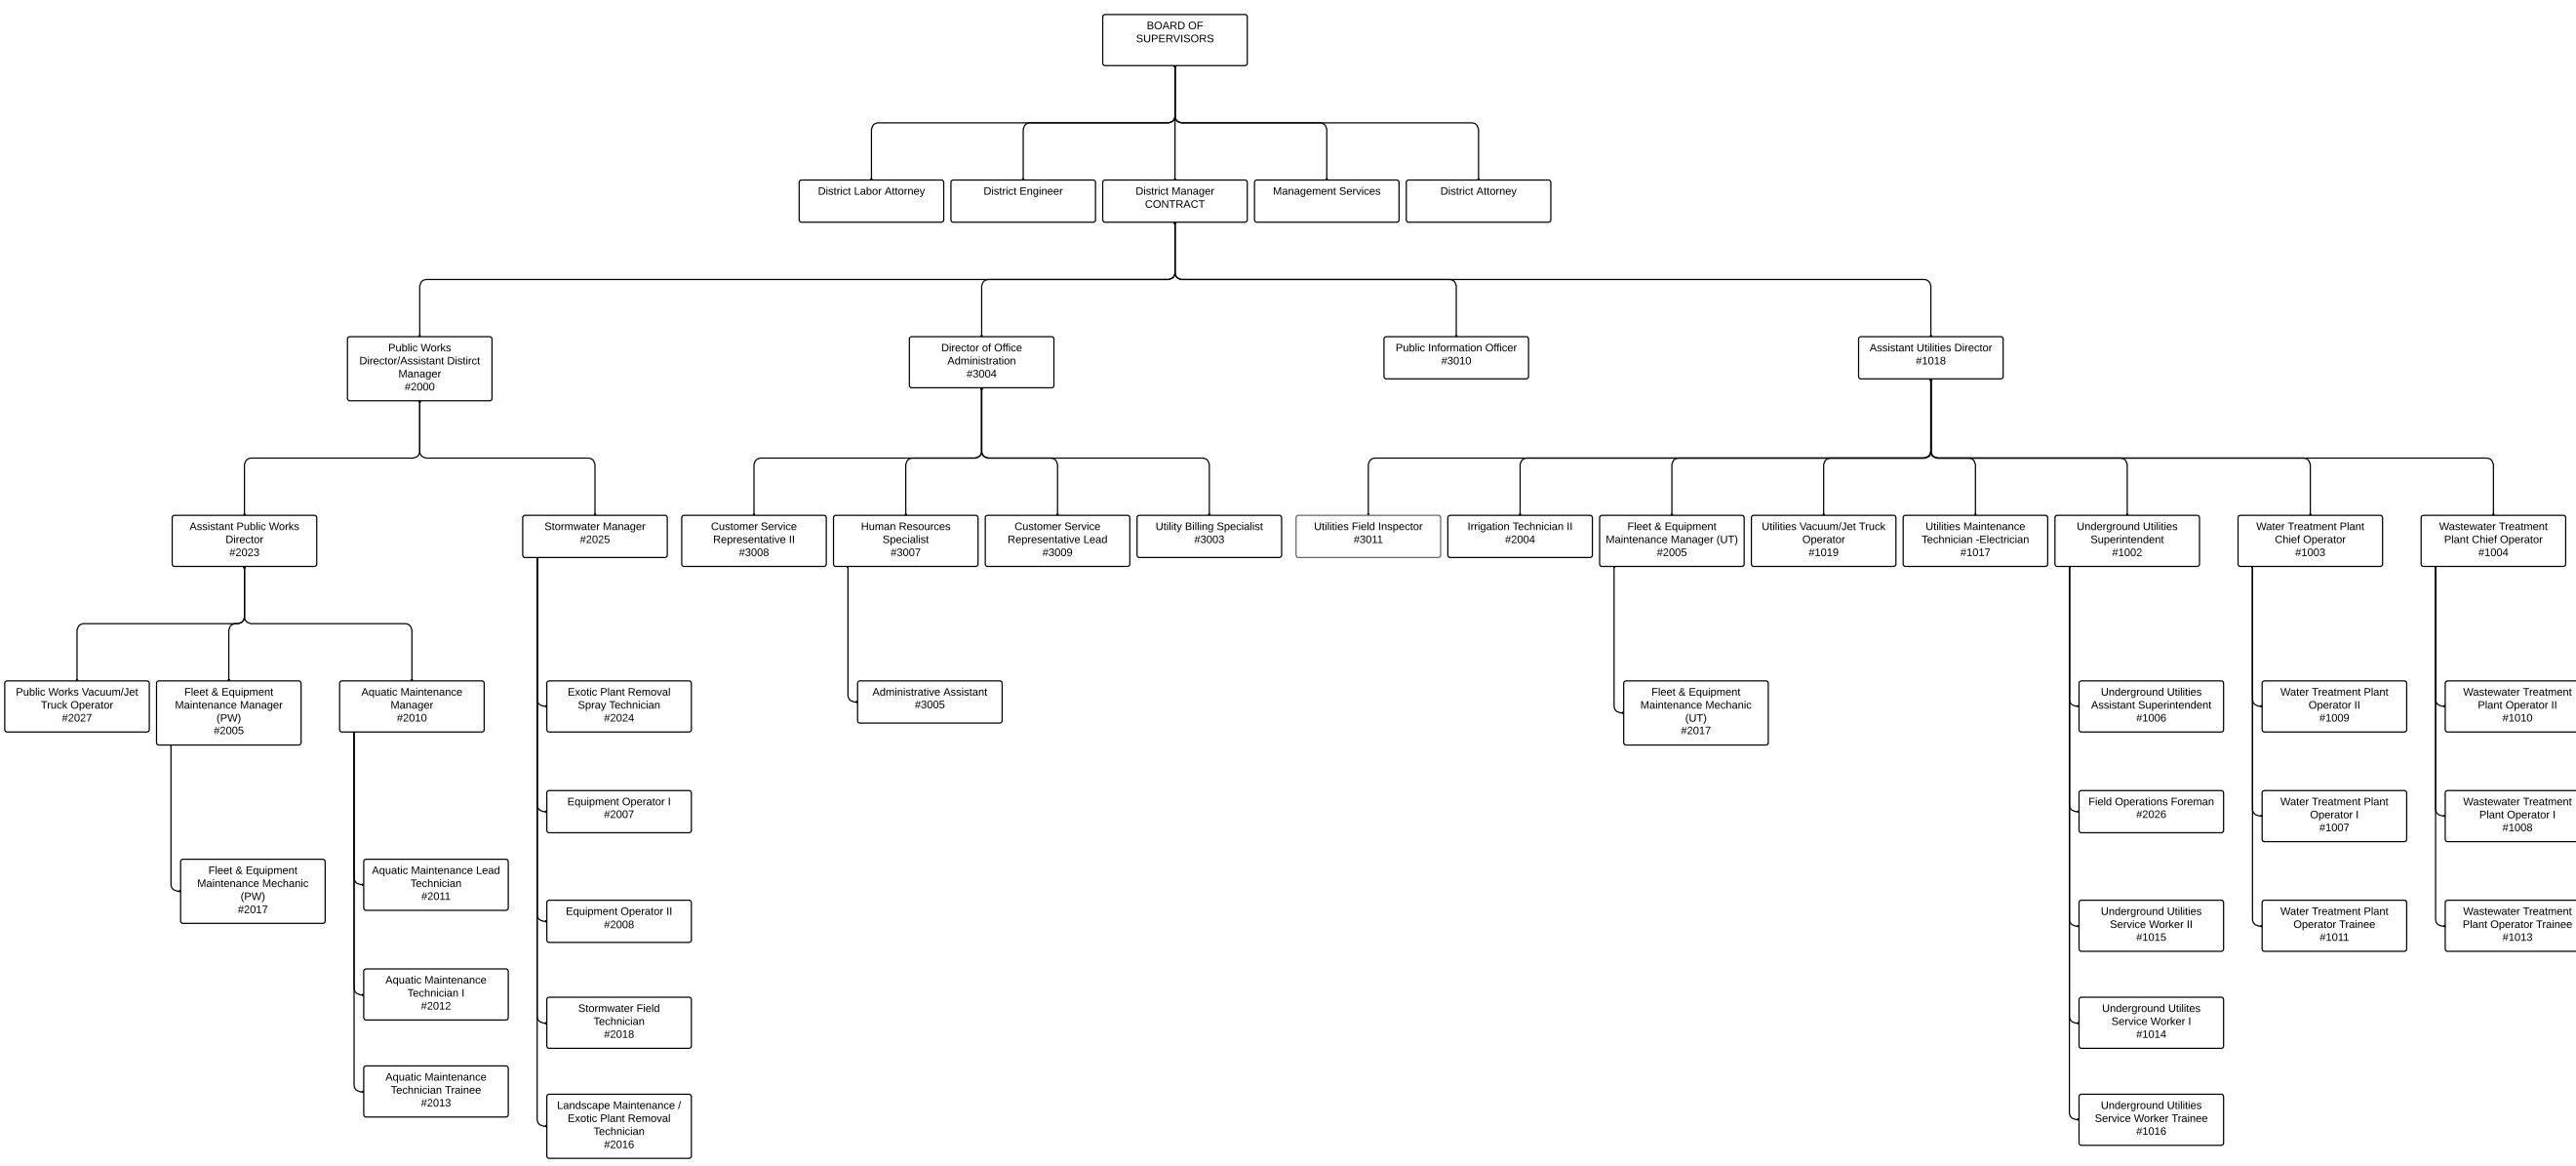 BOARD OF
SUPERVISORS
District Labor Attorney
District Engineer
District Manager
CONTRACT
Management Services
District Attorney
Public Works
Director/Assistant Distirct
Manager
#2000
Director of Office
Administration
#3004
Public Information Officer
#3010
Assistant Utilities Director
#1018
Assistant Public Works
Director
#2023
Stormwater Manager
#2025
Customer Service
Representative II
#3008
Human Resources
Specialist
#3007
Customer Service
Representative Lead
#3009
Utility Billing Specialist
#3003
Utilities Field Inspector
#3011
Irrigation Technician II
#2004
Fleet & Equipment
Maintenance Manager (UT)
#2005
Utilities Vacuum/Jet Truck
Operator
#1019
Utilities Maintenance
Technician -Electrician
#1017
Underground Utilities
Superintendent
#1002
Water Treatment Plant
Chief Operator
#1003
Wastewater Treatment
Plant Chief Operator
#1004
Public Works Vacuum/Jet
Truck Operator
#2027
Fleet & Equipment
Maintenance Manager
(PW)
#2005
Aquatic Maintenance
Manager
#2010
Exotic Plant Removal
Spray Technician
#2024
Administrative Assistant
#3005
Fleet & Equipment
Maintenance Mechanic
(UT)
#2017
Underground Utilities
Assistant Superintendent
#1006
Water Treatment Plant
Operator II
#1009
Wastewater Treatment
Plant Operator II
#1010
Equipment Operator I
#2007
Field Operations Foreman
#2026
Water Treatment Plant
Operator I
#1007
Wastewater Treatment
Plant Operator I
#1008
Fleet & Equipment
Maintenance Mechanic
(PW)
#2017
Aquatic Maintenance Lead
Technician
#2011
Equipment Operator II
#2008
Underground Utilities
Service Worker II
#1015
Water Treatment Plant
Operator Trainee
#1011
Wastewater Treatment
Plant Operator Trainee
#1013
Aquatic Maintenance
Technician I
#2012
Stormwater Field
Technician
#2018
Underground Utilites
Service Worker I
#1014
Aquatic Maintenance
Technician Trainee
#2013
Landscape Maintenance /
Exotic Plant Removal
Technician
#2016
Underground Utilities
Service Worker Trainee
#1016